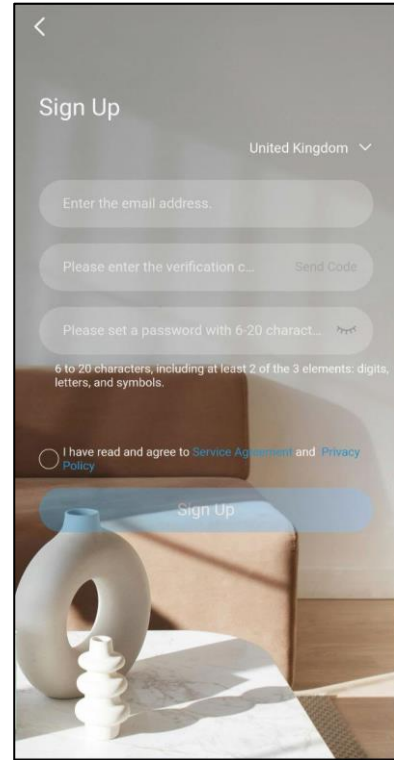 Sign Up
United Kingdom
Enter the email address.
Please enter the verification c... Send Code
Please set a password with 6-20 charact...
6 to 20 characters, including at least 2 of the 3 elements: digits,
letters, and symbols.
I have read and agree to Service Agreement and Privacy
Policy
Sign Up